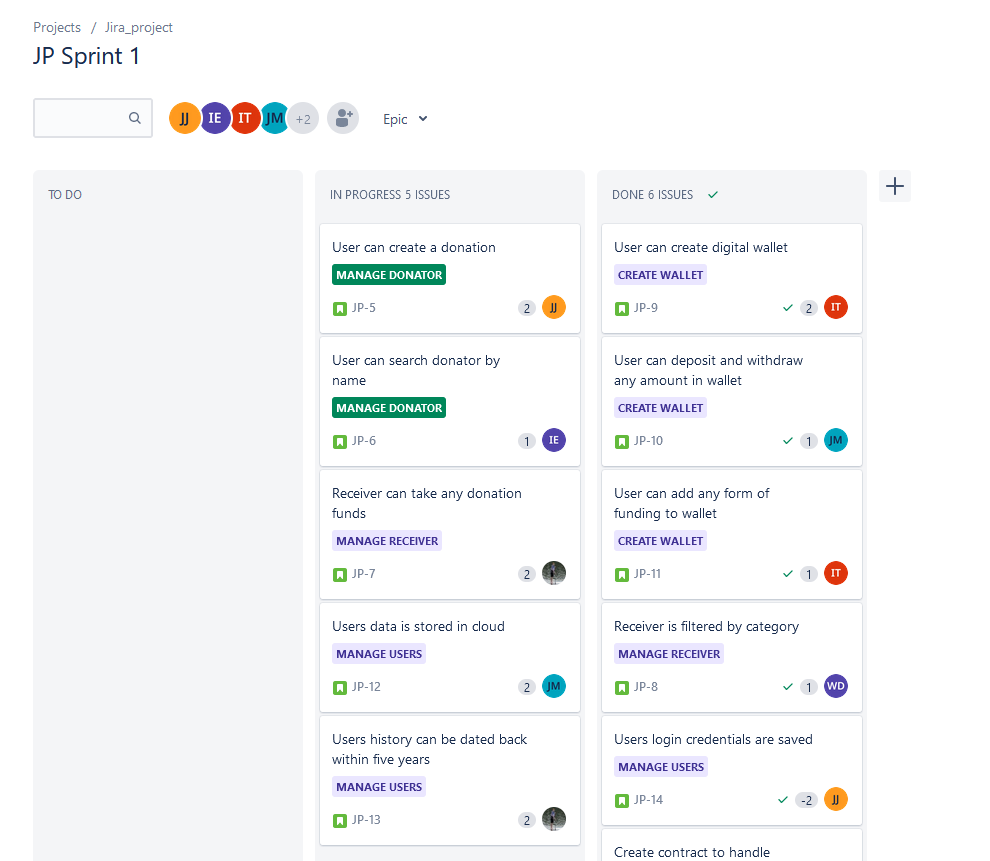 Projects / Jira_project
JP Sprint 1
JJ IE IT JM +2 Epic
TO DO
IN PROGRESS 5 ISSUES
User can create a donation
MANAGE DONATOR
JP-5 2 JJ
User can search donator by
name
MANAGE DONATOR
JP-6 1 IE
Receiver can take any donation
funds
MANAGE RECEIVER
JP-7 2
Users data is stored in cloud
MANAGE USERS
JP-12 2 JM
Users history can be dated back
within five years
MANAGE USERS
JP-13 2
DONE 6 ISSUES
User can create digital wallet
CREATE WALLET
JP-9 2 IT
User can deposit and withdraw
any amount in wallet
CREATE WALLET
JP-10 1 JM
User can add any form of
funding to wallet
CREATE WALLET
JP-11 1 IT
Receiver is filtered by category
MANAGE RECEIVER
JP-8 1 WD
Users login credentials are saved
MANAGE USERS
JP-14 -2 JJ
Create contract to handle